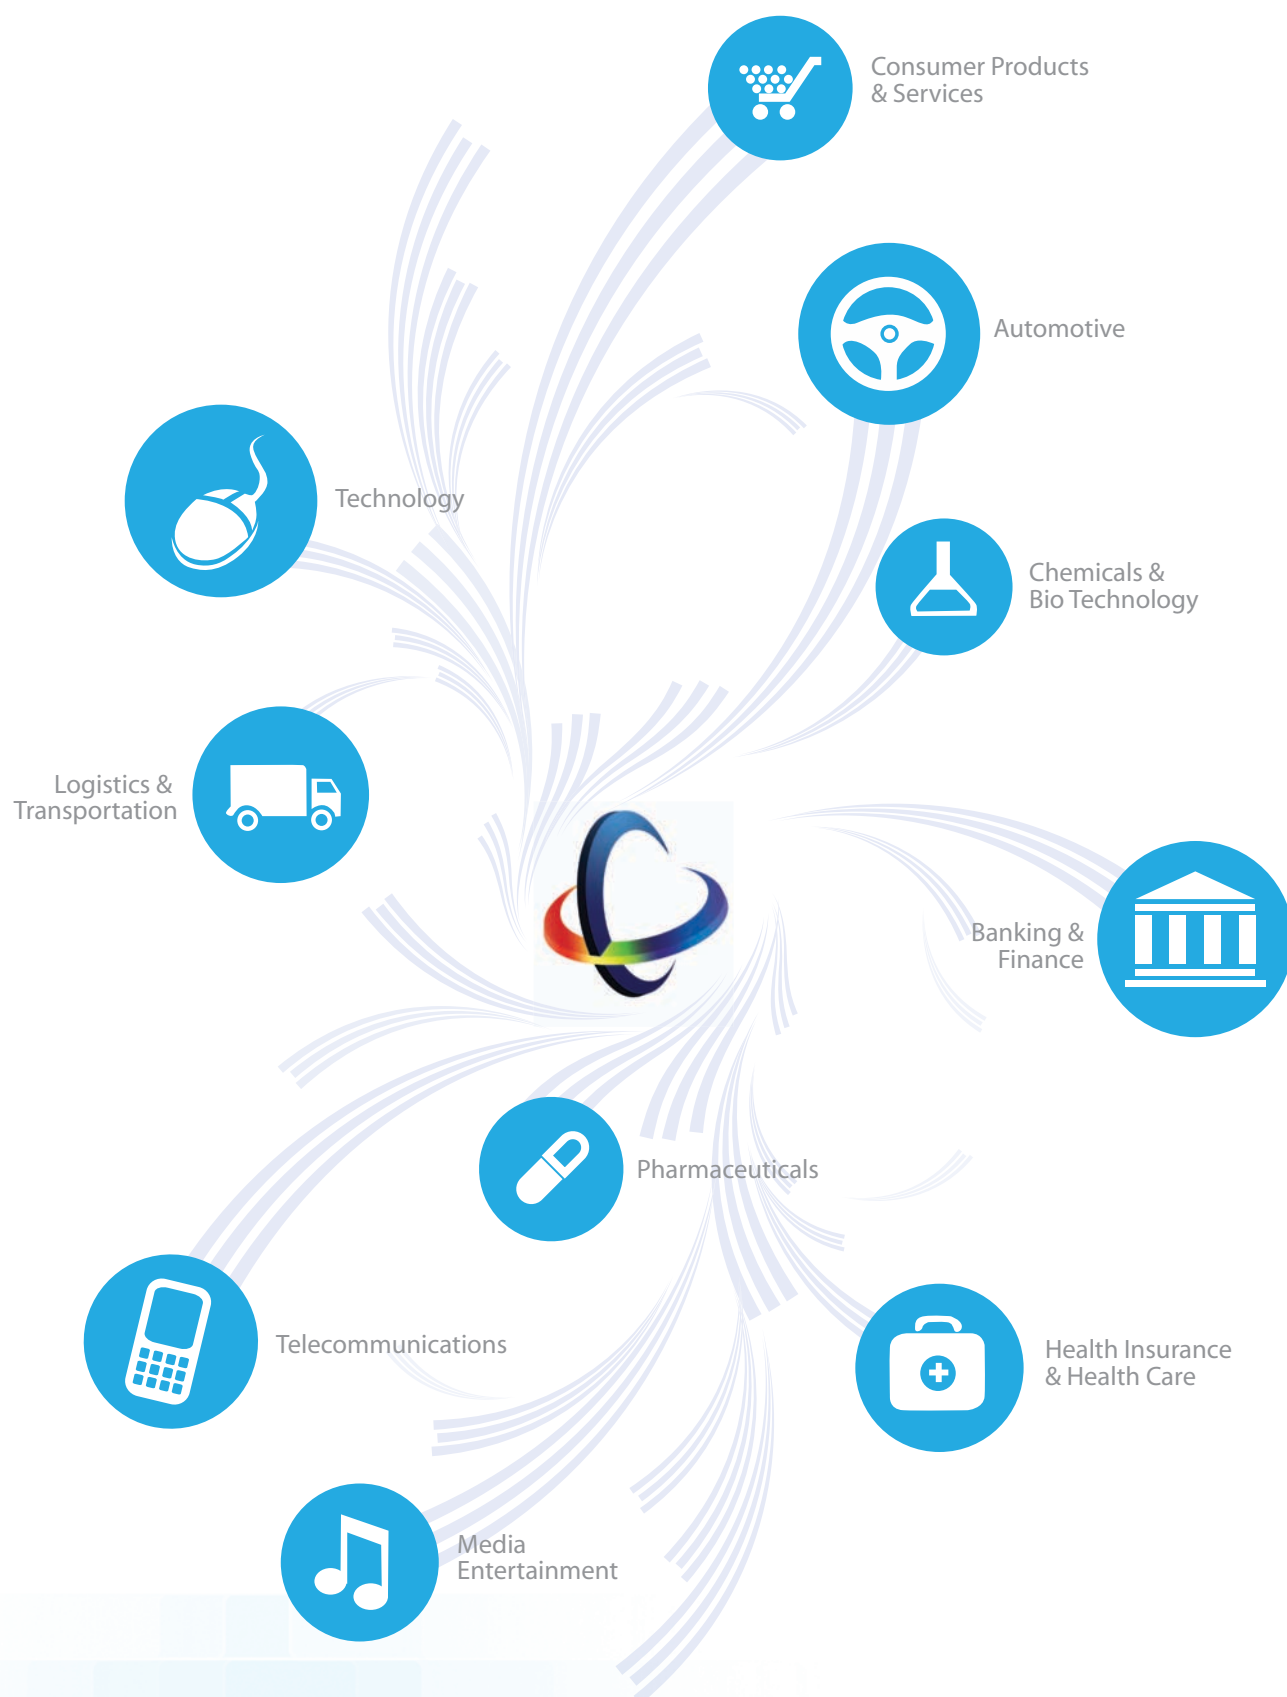 Consumer Products
& Services
Automotive
Technology
Chemicals &
Bio Technology
Logistics &
Transportation
Banking &
Finance
Pharmaceuticals
Telecommunications
Health Insurance
& Health Care
Media
Entertainment